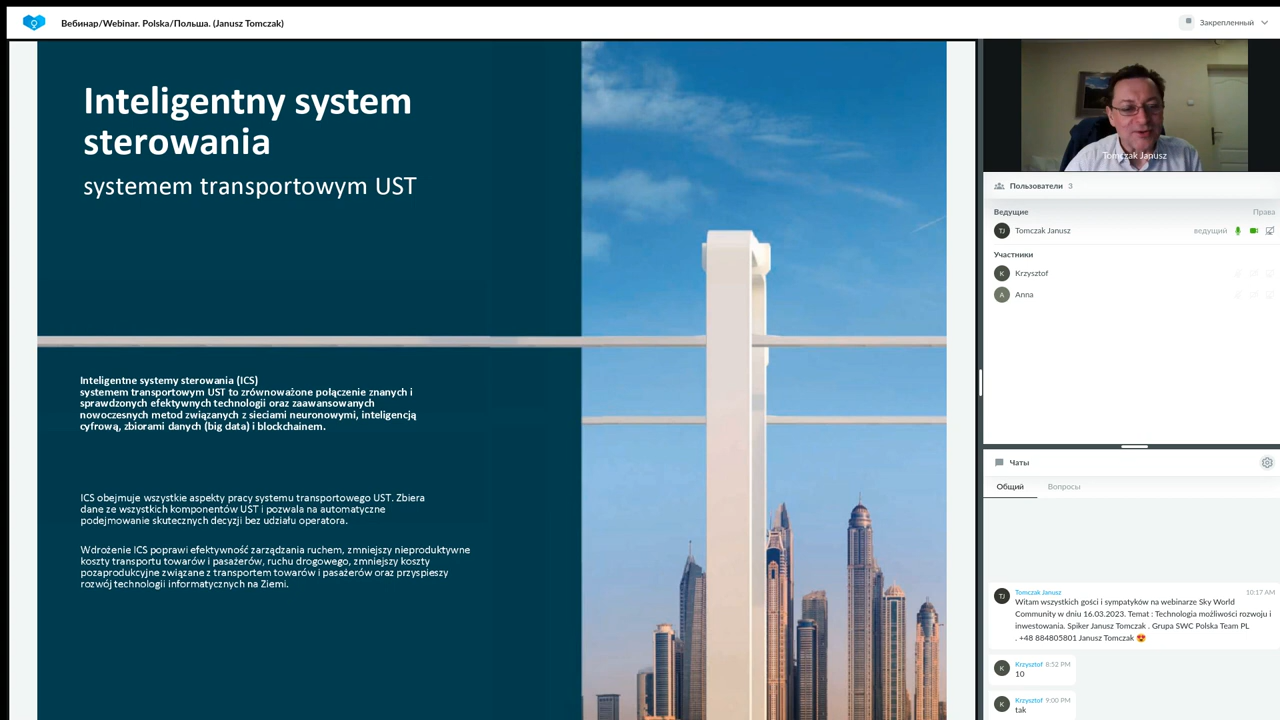 Вебинар/Webinar. Polska/Польша. (Janusz Tomczak)
Закрепленный
Inteligentny system
sterowania
systemem transportowym UST
Inteligentne systemy sterowania (ICS)
systemem transportowym UST to zrównoważone połączenie znanych i
sprawdzonych efektywnych technologii oraz zaawansowanych
nowoczesnych metod związanych z sieciami neuronowymi, inteligencją
cyfrową, zbiorami danych (big data) i blockchainem.
ICS obejmuje wszystkie aspekty pracy systemu transportowego UST. Zbiera
dane ze wszystkich komponentów UST i pozwala na automatyczne
podejmowanie skutecznych decyzji bez udziału operatora.
Wdrożenie ICS poprawi efektywność zarządzania ruchem, zmniejszy nieproduktywne
koszty transportu towarów i pasażerów, ruchu drogowego, zmniejszy koszty
pozaprodukcyjne związane z transportem towarów i pasażerów oraz przyspieszy
rozwój technologii informatycznych na Ziemi.
Tomczak Janusz
Пользователи 3
Ведущие Права
TJ Tomczak Janusz ведущий
Участники
K Krzysztof
A Anna
Чаты
Общий Вопросы
TJ Tomczak Janusz 10:17 AM
Witam wszystkich gości i sympatyków na webinarze Sky World
Community w dniu 16.03.2023. Temat : Technologia możliwości rozwoju i
inwestowania. Spiker Janusz Tomczak . Grupa SWC Polska Team PL
. +48 884805801 Janusz Tomczak 😍
K Krzysztof 8:52 PM
10
K Krzysztof 9:00 PM
tak